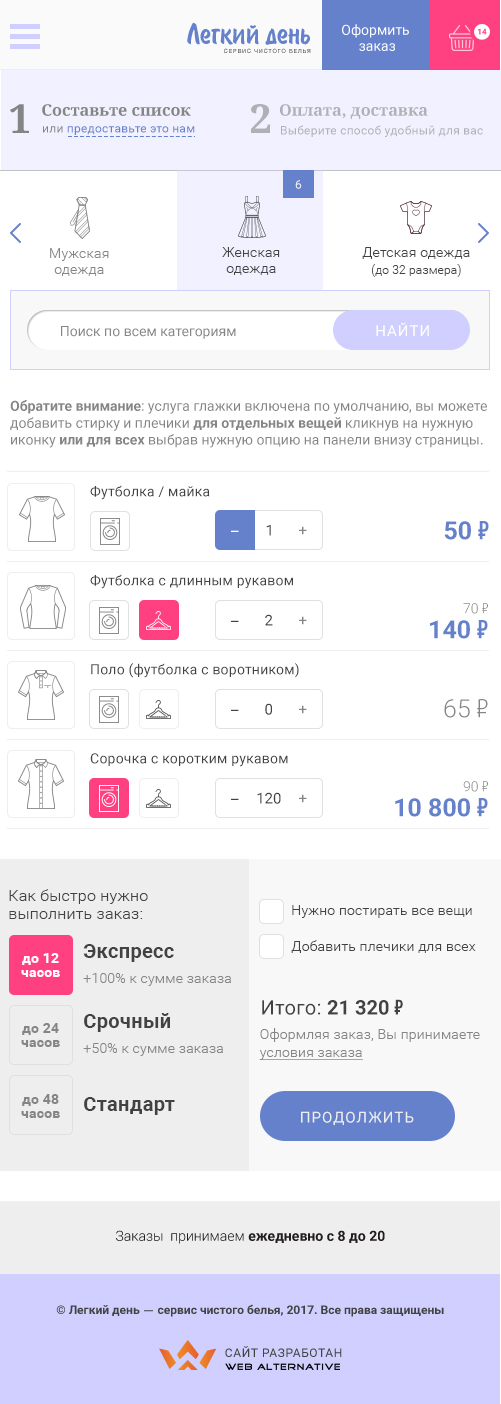 Легкий день
СЕРВИС ЧИСТОГО БЕЛЬЯ
Оформить
заказ
14
1 Составьте список
или предоставьте это нам
2 Оплата, доставка
Выберите способ удобный для вас
6
Мужская
одежда
Женская
одежда
Детская одежда
(до 32 размера)
Поиск по всем категориям
НАЙТИ
Обратите внимание: услуга глажки включена по умолчанию, вы можете
добавить стирку и плечики для отдельных вещей кликнув на нужную
иконку или для всех выбрав нужную опцию на панели внизу страницы.
Футболка / майка
– 1 +
50 ₽
Футболка с длинным рукавом
– 2 +
70 ₽
140 ₽
Поло (футболка с воротником)
– 0 +
65 ₽
Сорочка с коротким рукавом
– 120 +
90 ₽
10 800 ₽
Как быстро нужно
выполнить заказ:
до 12
часов
Экспресс
+100% к сумме заказа
до 24
часов
Срочный
+50% к сумме заказа
до 48
часов
Стандарт
Нужно постирать все вещи
Добавить плечики для всех
Итого: 21 320 ₽
Оформляя заказ, Вы принимаете
условия заказа
ПРОДОЛЖИТЬ
Заказы принимаем ежедневно с 8 до 20
© Легкий день — сервис чистого белья, 2017. Все права защищены
САЙТ РАЗРАБОТАН
WEB ALTERNATIVE